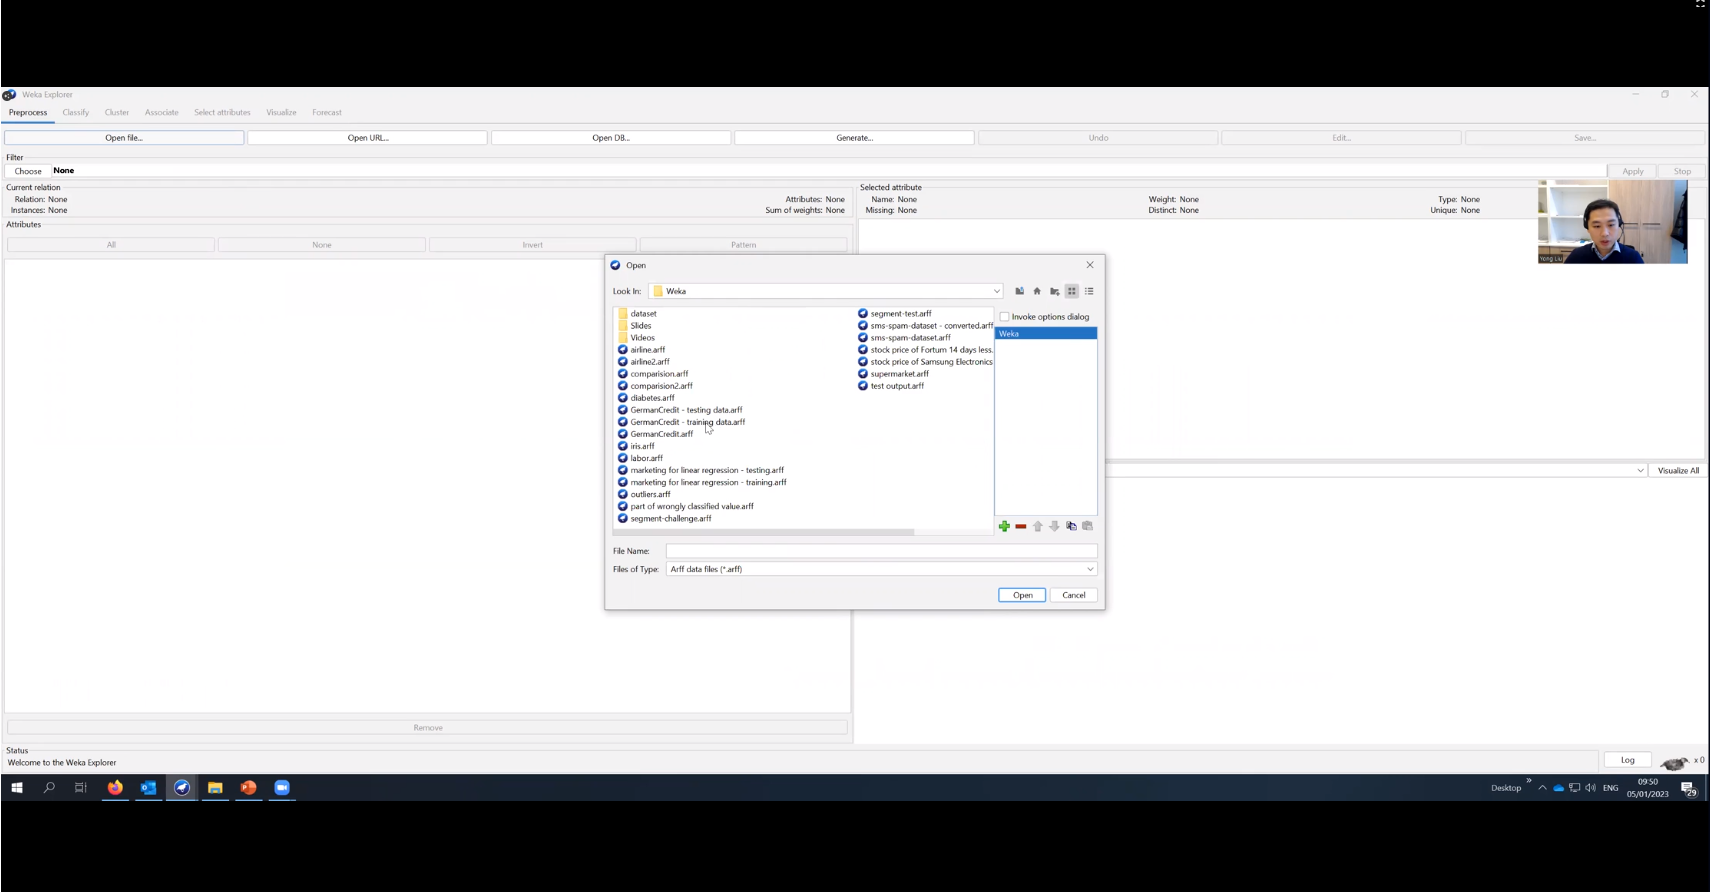 Weka Explorer
Preprocess Classify Cluster Associate Select attributes Visualize Forecast
Open file... Open URL... Open DB... Generate... Undo Edit... Save...
Filter
Choose None Apply Stop
Current relation
Relation: None Attributes: None
Instances: None Sum of weights: None
Selected attribute
Name: None Weight: None Type: None
Missing: None Distinct: None Unique: None
Attributes
All None Invert Pattern
Yong Liu
Open
Look In: Weka
dataset
Slides
Videos
airline.arff
airline2.arff
comparision.arff
comparision2.arff
diabetes.arff
GermanCredit - testing data.arff
GermanCredit - training data.arff
GermanCredit.arff
iris.arff
labor.arff
marketing for linear regression - testing.arff
marketing for linear regression - training.arff
outliers.arff
part of wrongly classified value.arff
segment-challenge.arff
segment-test.arff
sms-spam-dataset - converted.arff
sms-spam-dataset.arff
stock price of Fortum 14 days less.
stock price of Samsung Electronics
supermarket.arff
test output.arff
Invoke options dialog
Weka
File Name:
Files of Type: Arff data files (*.arff)
Open Cancel
Visualize All
Remove
Status
Welcome to the Weka Explorer
Log x 0
Desktop ENG 09:50
05/01/2023 29